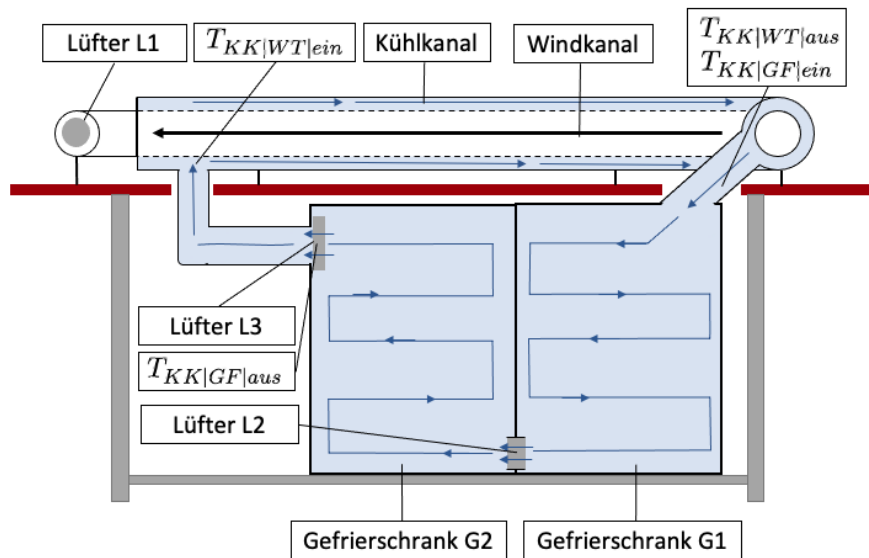 Lüfter L1
T_{KK|WT|ein}
Kühlkanal
Windkanal
T_{KK|WT|aus}
T_{KK|GF|ein}
Lüfter L3
T_{KK|GF|aus}
Lüfter L2
Gefrierschrank G2
Gefrierschrank G1